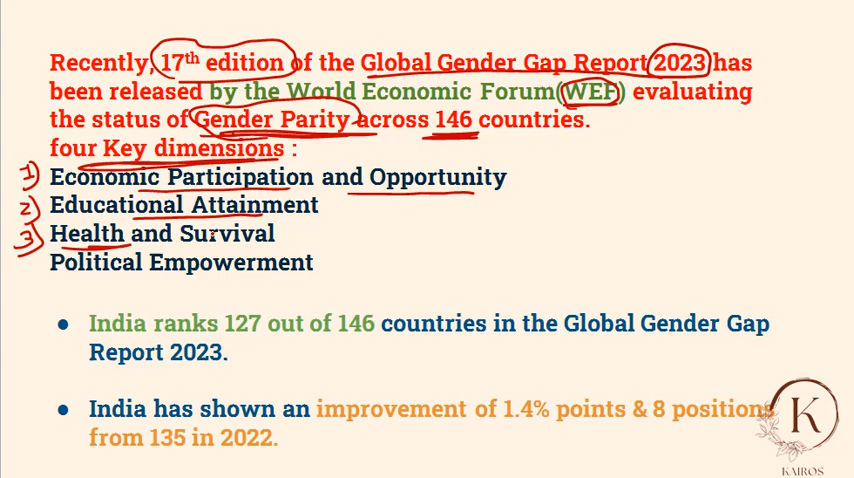 Recently, 17th edition of the Global Gender Gap Report 2023 has
been released by the World Economic Forum(WEF) evaluating
the status of Gender Parity across 146 countries.
four Key dimensions :
1) Economic Participation and Opportunity
2) Educational Attainment
3) Health and Survival
Political Empowerment
● India ranks 127 out of 146 countries in the Global Gender Gap
Report 2023.
● India has shown an improvement of 1.4% points & 8 positions
from 135 in 2022.
K
KAIROS